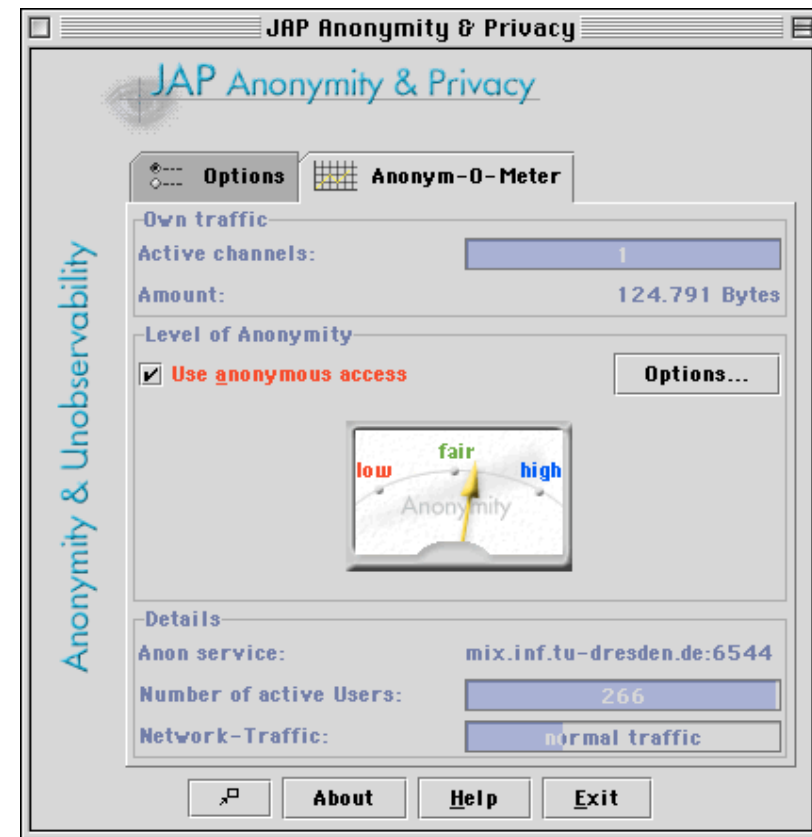 JAP Anonymity & Privacy
JAP Anonymity & Privacy
Options
Anonym-O-Meter
Own traffic
Active channels: 1
Amount: 124.791 Bytes
Level of Anonymity
Use anonymous access
Options...
fair
low
high
Anonymity
Anonymity & Unobservability
Details
Anon service: mix.inf.tu-dresden.de:6544
Number of active Users: 266
Network-Traffic: normal traffic
About
Help
Exit